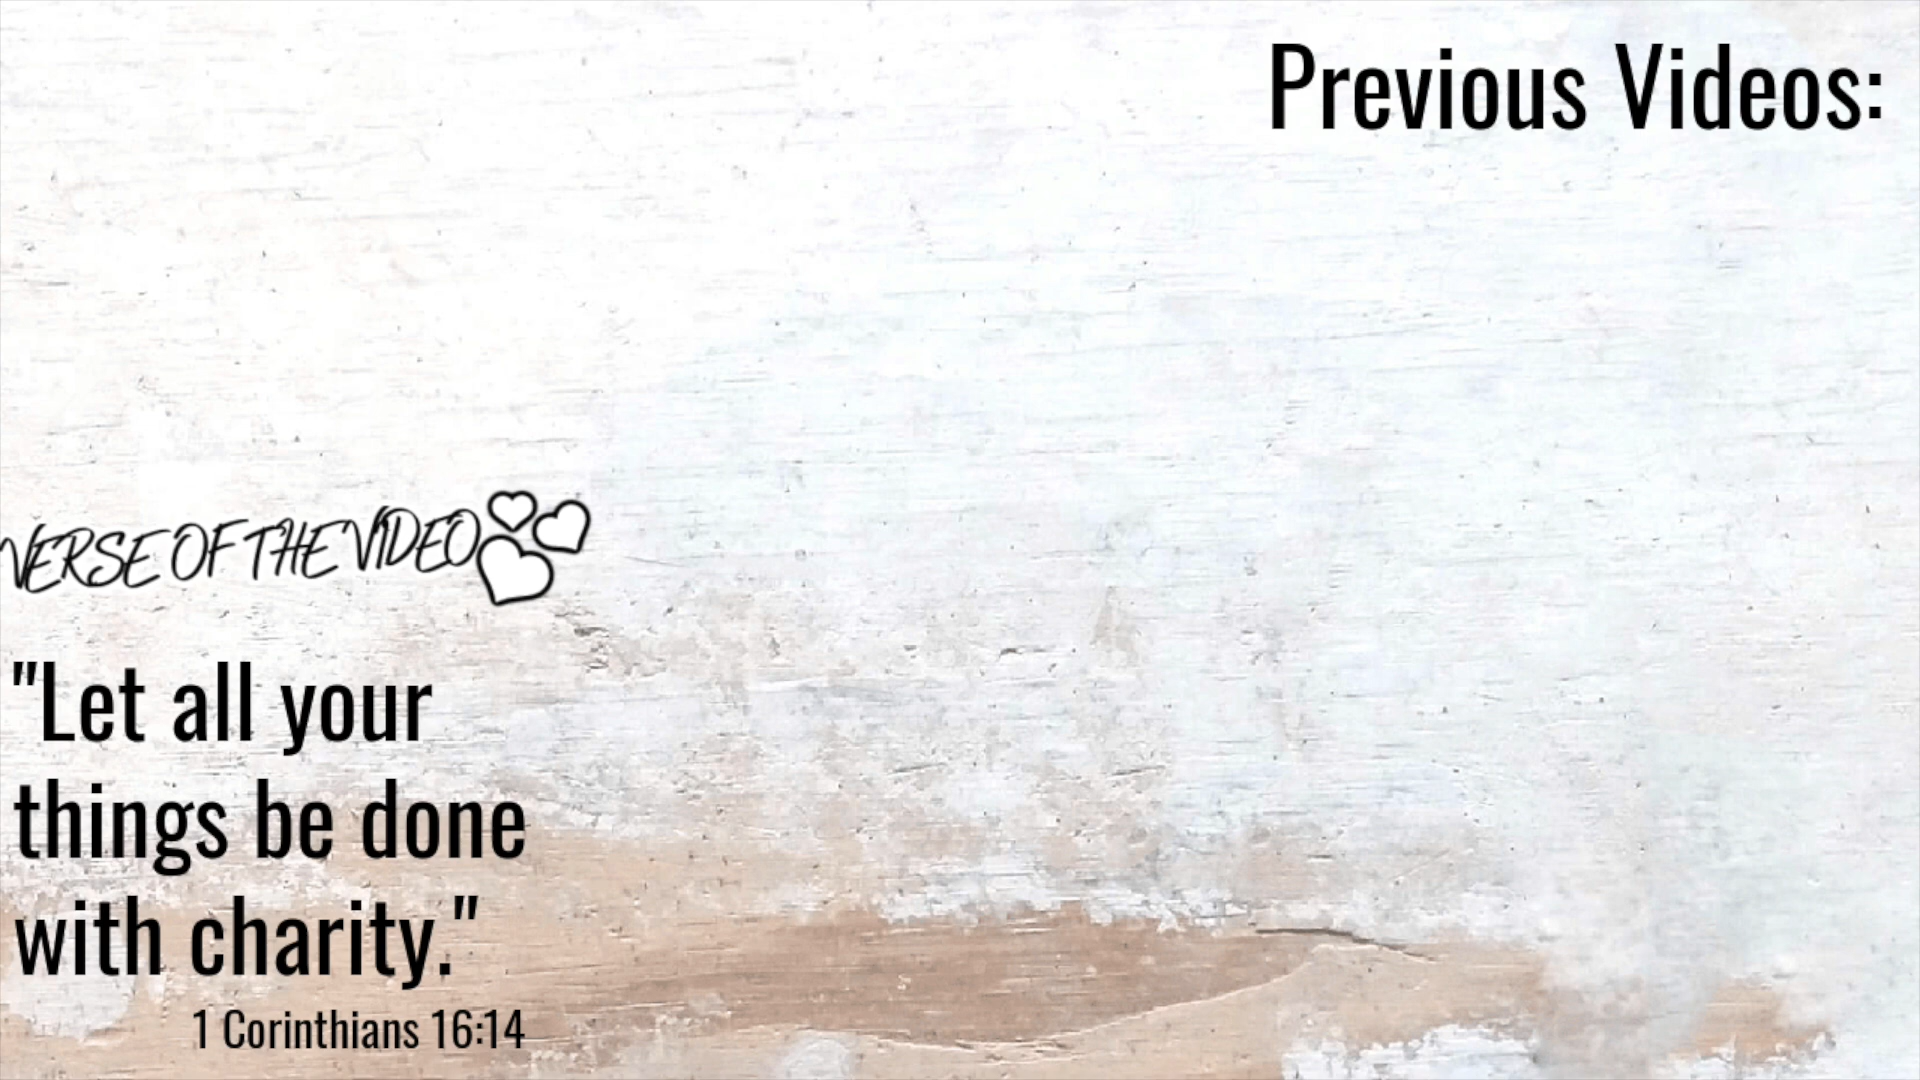 Previous Videos:
VERSE OF THE VIDEO
"Let all your
things be done
with charity."
1 Corinthians 16:14